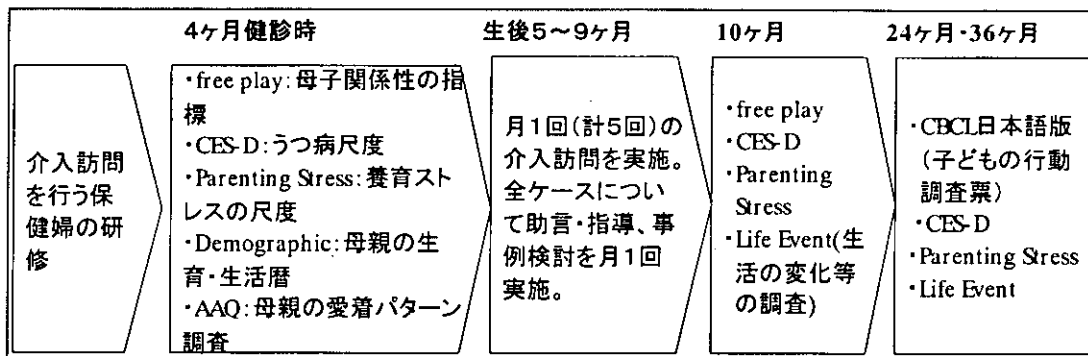 4ヶ月健診時
生後5〜9ヶ月
10ヶ月
24ヶ月・36ヶ月
介入訪問
を行う保
健婦の研
修
・free play:母子関係性の指
標
・CES-D:うつ病尺度
・Parenting Stress:養育スト
レスの尺度
・Demographic:母親の生
育・生活暦
・AAQ:母親の愛着パターン
調査
月1回(計5回)の
介入訪問を実施。
全ケースについ
て助言・指導、事
例検討を月1回
実施。
・free play
・CES-D
・Parenting
Stress
・Life Event(生
活の変化等
の調査)
・CBCL日本語版
(子どもの行動
調査票)
・CES-D
・Parenting Stress
・Life Event